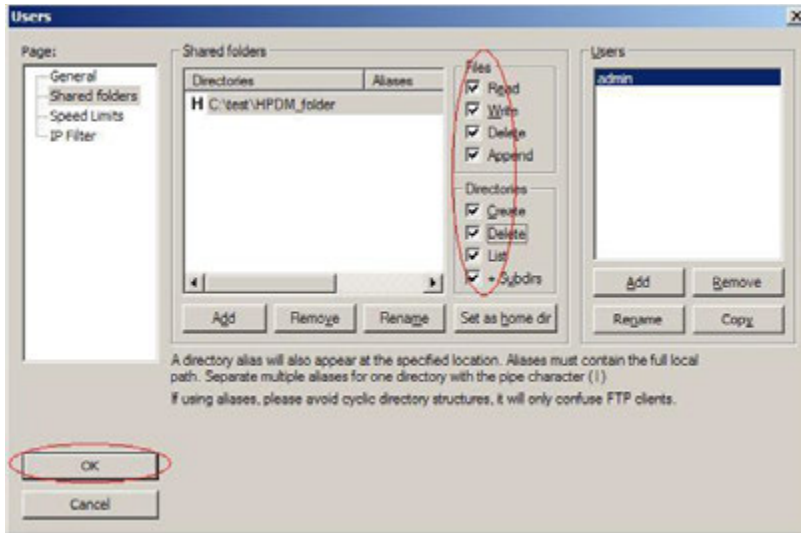 Users
Page:
General
Shared folders
Speed Limits
IP Filter
Shared folders
Directories Aliases
H C:\test\HPDM_folder
Add Remove Rename Set as home dir
Files
Read
Write
Delete
Append
Directories
Create
Delete
List
+ Subdirs
Users
admin
Add Remove
Rename Copy
A directory alias will also appear at the specified location. Aliases must contain the full local
path. Separate multiple aliases for one directory with the pipe character (|)
If using aliases, please avoid cyclic directory structures, it will only confuse FTP clients.
OK
Cancel